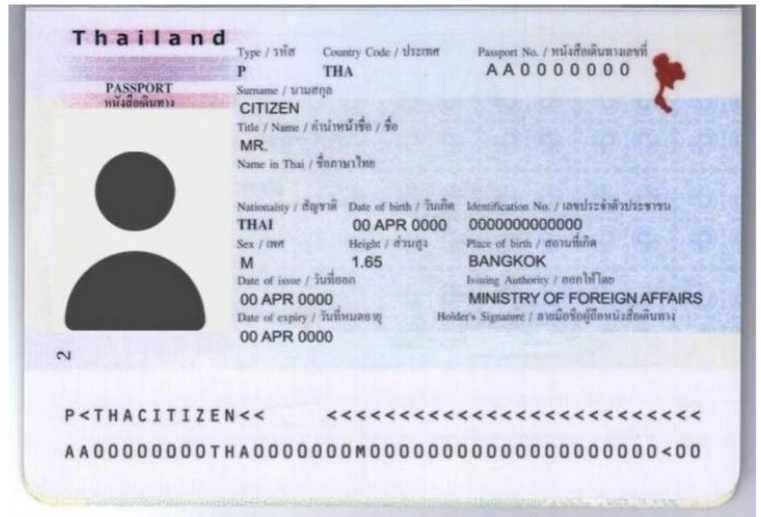 Thailand
Type / รหัส Country Code / ประเทศ Passport No. / หนังสือเดินทางเลขที่
P THA AA0000000
PASSPORT
หนังสือเดินทาง
Surname / นามสกุล
CITIZEN
Title / Name / คำนำหน้าชื่อ / ชื่อ
MR.
Name in Thai / ชื่อภาษาไทย
Nationality / สัญชาติ Date of birth / วันเกิด Identification No. / เลขประจำตัวประชาชน
THAI 00 APR 0000 0000000000000
Sex / เพศ Height / ส่วนสูง Place of birth / สถานที่เกิด
M 1.65 BANGKOK
Date of issue / วันที่ออก Issuing Authority / ออกให้โดย
00 APR 0000 MINISTRY OF FOREIGN AFFAIRS
Date of expiry / วันที่หมดอายุ Holder's Signature / ลายมือชื่อผู้ถือหนังสือเดินทาง
00 APR 0000
2
P<THACITIZEN<< <<<<<<<<<<<<<<<<<<<<<<<<<<
AA00000000THA0000000M0000000000000000000000<00